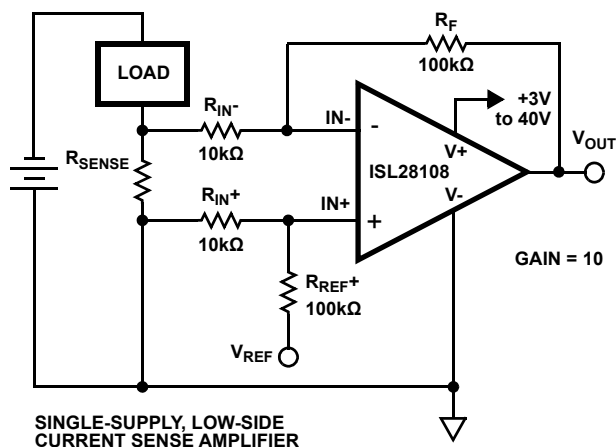 LOAD
RF
100kΩ
RIN-
10kΩ
IN-
-
+3V
to 40V
V+
VOUT
RSENSE
ISL28108
V-
RIN+
10kΩ
IN+
+
GAIN = 10
RREF+
100kΩ
VREF
SINGLE-SUPPLY, LOW-SIDE
CURRENT SENSE AMPLIFIER